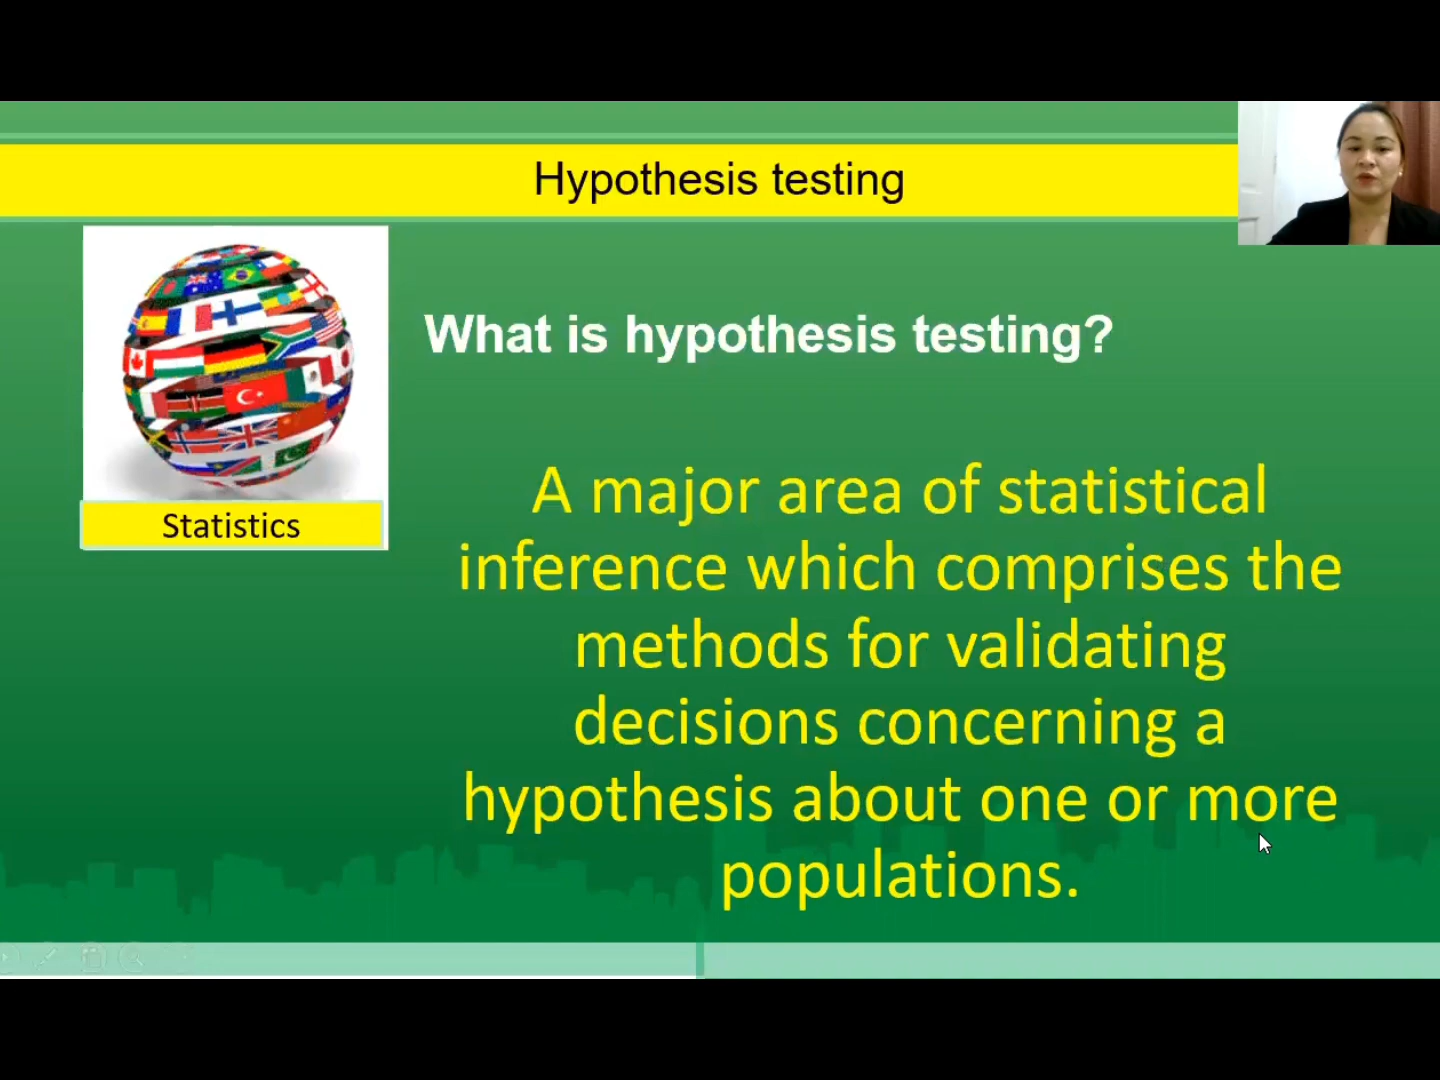 Hypothesis testing
What is hypothesis testing?
Statistics
A major area of statistical
inference which comprises the
methods for validating
decisions concerning a
hypothesis about one or more
populations.